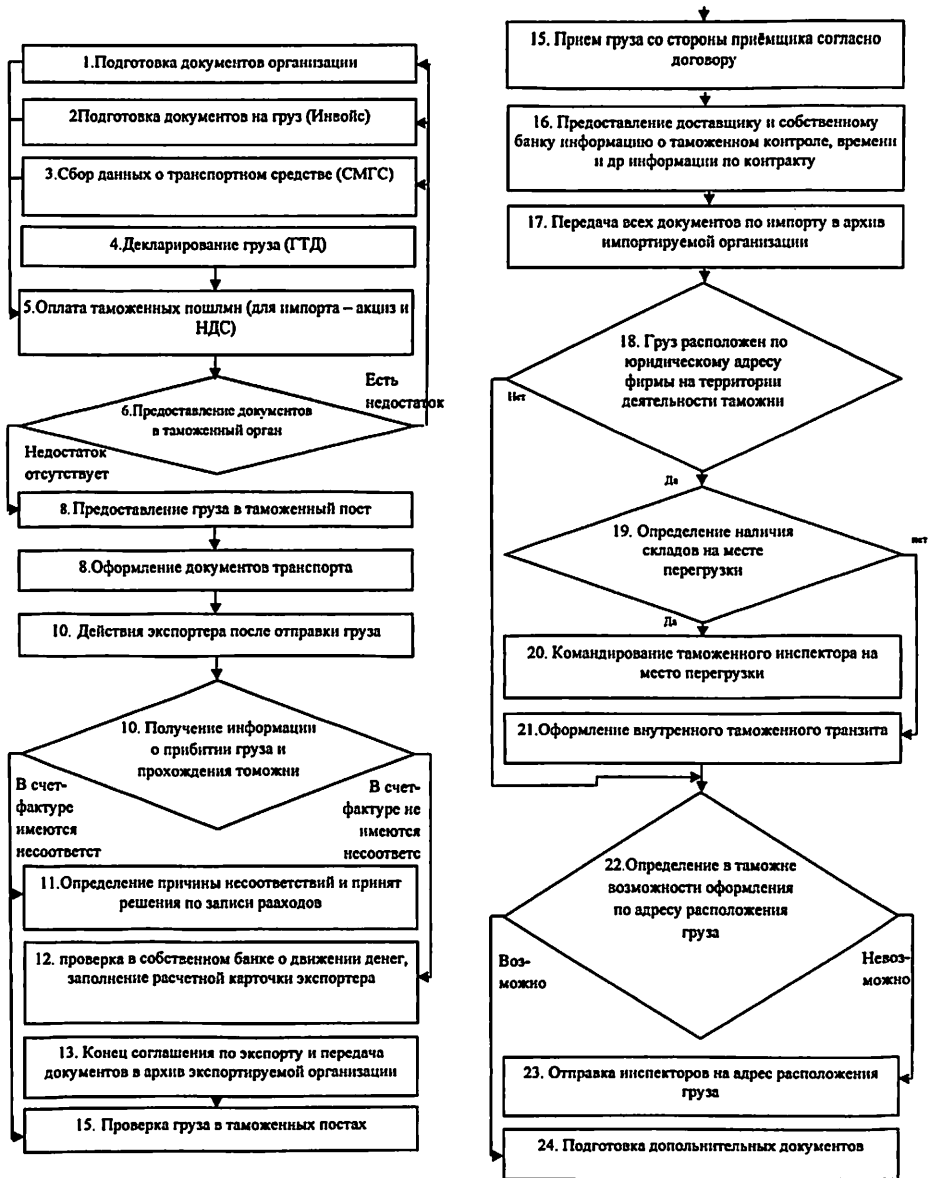 1.Подготовка документов организации
2Подготовка документов на груз (Инвойс)
3.Сбор данных о транспортном средстве (СМГС)
4.Декларирование груза (ГТД)
5.Оплата таможенных пошлмн (для импорта – акциз и
НДС)
Есть
недостаток
6.Предоставление документов
в таможенный орган
Недостаток
отсутствует
8. Предоставление груза в таможенный пост
8.Оформление документов транспорта
10. Действия экспортера после отправки груза
10. Получение информации
о прибитии груза и
прохождения томожни
В счет-
фактуре
имеются
несоответст
В счет-
фактуре не
имеются
несоответс
11.Определение причины несоответствий и принят
решения по записи раaходов
12. проверка в собственном банке о движении денег,
заполнение расчетной карточки экспортера
13. Конец соглашения по экспорту и передача
документов в архив экспортируемой организации
15. Проверка груза в таможенных постах
15. Прием груза со стороны приёмщика согласно
договору
16. Предоставление доставщику и собственному
банку информацию о таможенном контроле, времени
и др информации по контракту
17. Передача всех документов по импорту в архив
импортируемой организации
18. Груз расположен по
юридическому адресу
фирмы на территории
деятельности таможни
Нет
Да
19. Определение наличия
складов на месте
перегрузки
нет
Да
20. Командирование таможенного инспектора на
место перегрузки
21.Оформление внутренного таможенного транзита
22.Определение в таможне
возможности оформления
по адресу расположения
груза
Воз-
можно
Невоз-
можно
23. Отправка инспекторов на адрес расположения
груза
24. Подготовка допольнительных документов